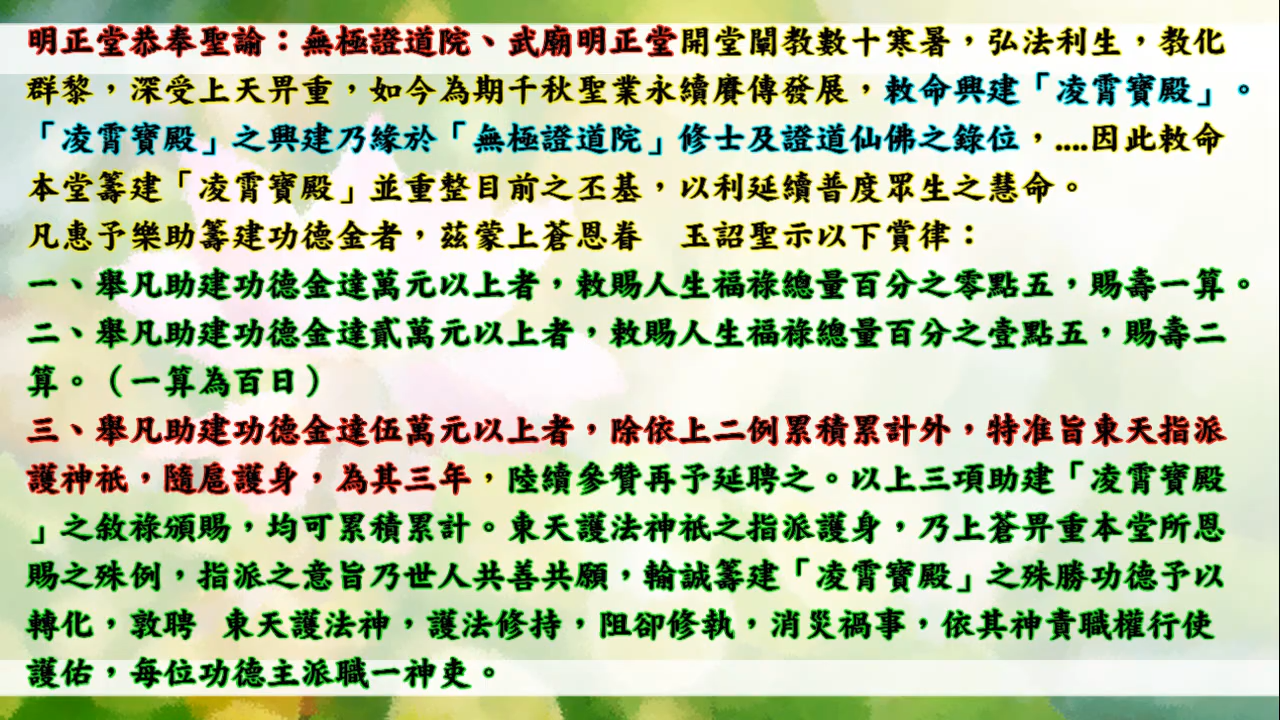 明正堂恭奉聖諭：無極證道院、武廟明正堂開堂闡教數十寒暑，弘法利生，教化
群黎，深受上天畀重，如今為期千秋聖業永續賡傳發展，敕命興建「凌霄寶殿」。
「凌霄寶殿」之興建乃緣於「無極證道院」修士及證道仙佛之錄位，....因此敕命
本堂籌建「凌霄寶殿」並重整目前之丕基，以利延續普度眾生之慧命。
凡惠予樂助籌建功德金者，茲蒙上蒼恩眷　玉詔聖示以下賞律：
一、舉凡助建功德金達萬元以上者，敕賜人生福祿總量百分之零點五，賜壽一算。
二、舉凡助建功德金達貳萬元以上者，敕賜人生福祿總量百分之壹點五，賜壽二
算。（一算為百日）
三、舉凡助建功德金達伍萬元以上者，除依上二例累積累計外，特准旨東天指派
護神祇，隨扈護身，為其三年，陸續參贊再予延聘之。以上三項助建「凌霄寶殿
」之敘祿頒賜，均可累積累計。東天護法神祇之指派護身，乃上蒼畀重本堂所恩
賜之殊例，指派之意旨乃世人共善共願，輸誠籌建「凌霄寶殿」之殊勝功德予以
轉化，敦聘　東天護法神，護法修持，阻卻修執，消災禍事，依其神責職權行使
護佑，每位功德主派職一神吏。